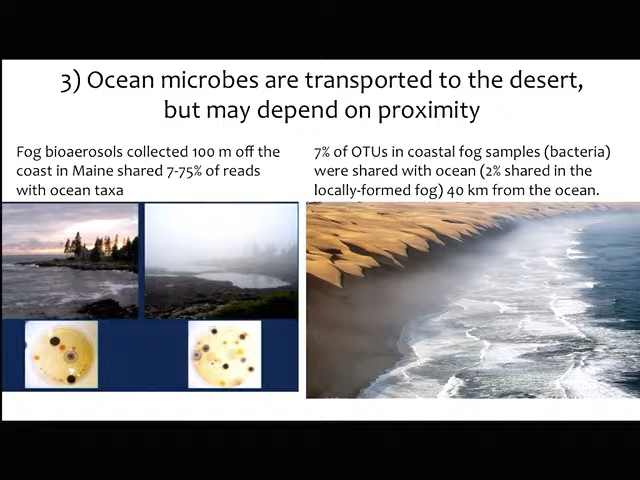 3) Ocean microbes are transported to the desert,
but may depend on proximity
Fog bioaerosols collected 100 m off the
coast in Maine shared 7-75% of reads
with ocean taxa
7% of OTUs in coastal fog samples (bacteria)
were shared with ocean (2% shared in the
locally-formed fog) 40 km from the ocean.